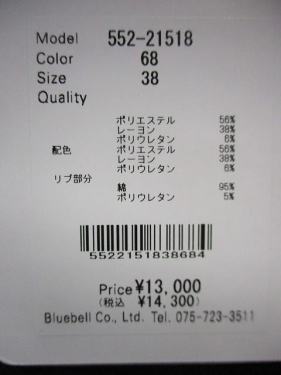 Model 552-21518
Color 68
Size 38
Quality
ポリエステル 56%
レーヨン 38%
ポリウレタン 6%
配色 ポリエステル 56%
レーヨン 38%
ポリウレタン 6%
リブ部分
綿 95%
ポリウレタン 5%
5522151838684
Price ¥13,000
(税込 ¥14,300)
Bluebell Co., Ltd. Tel. 075-723-3511